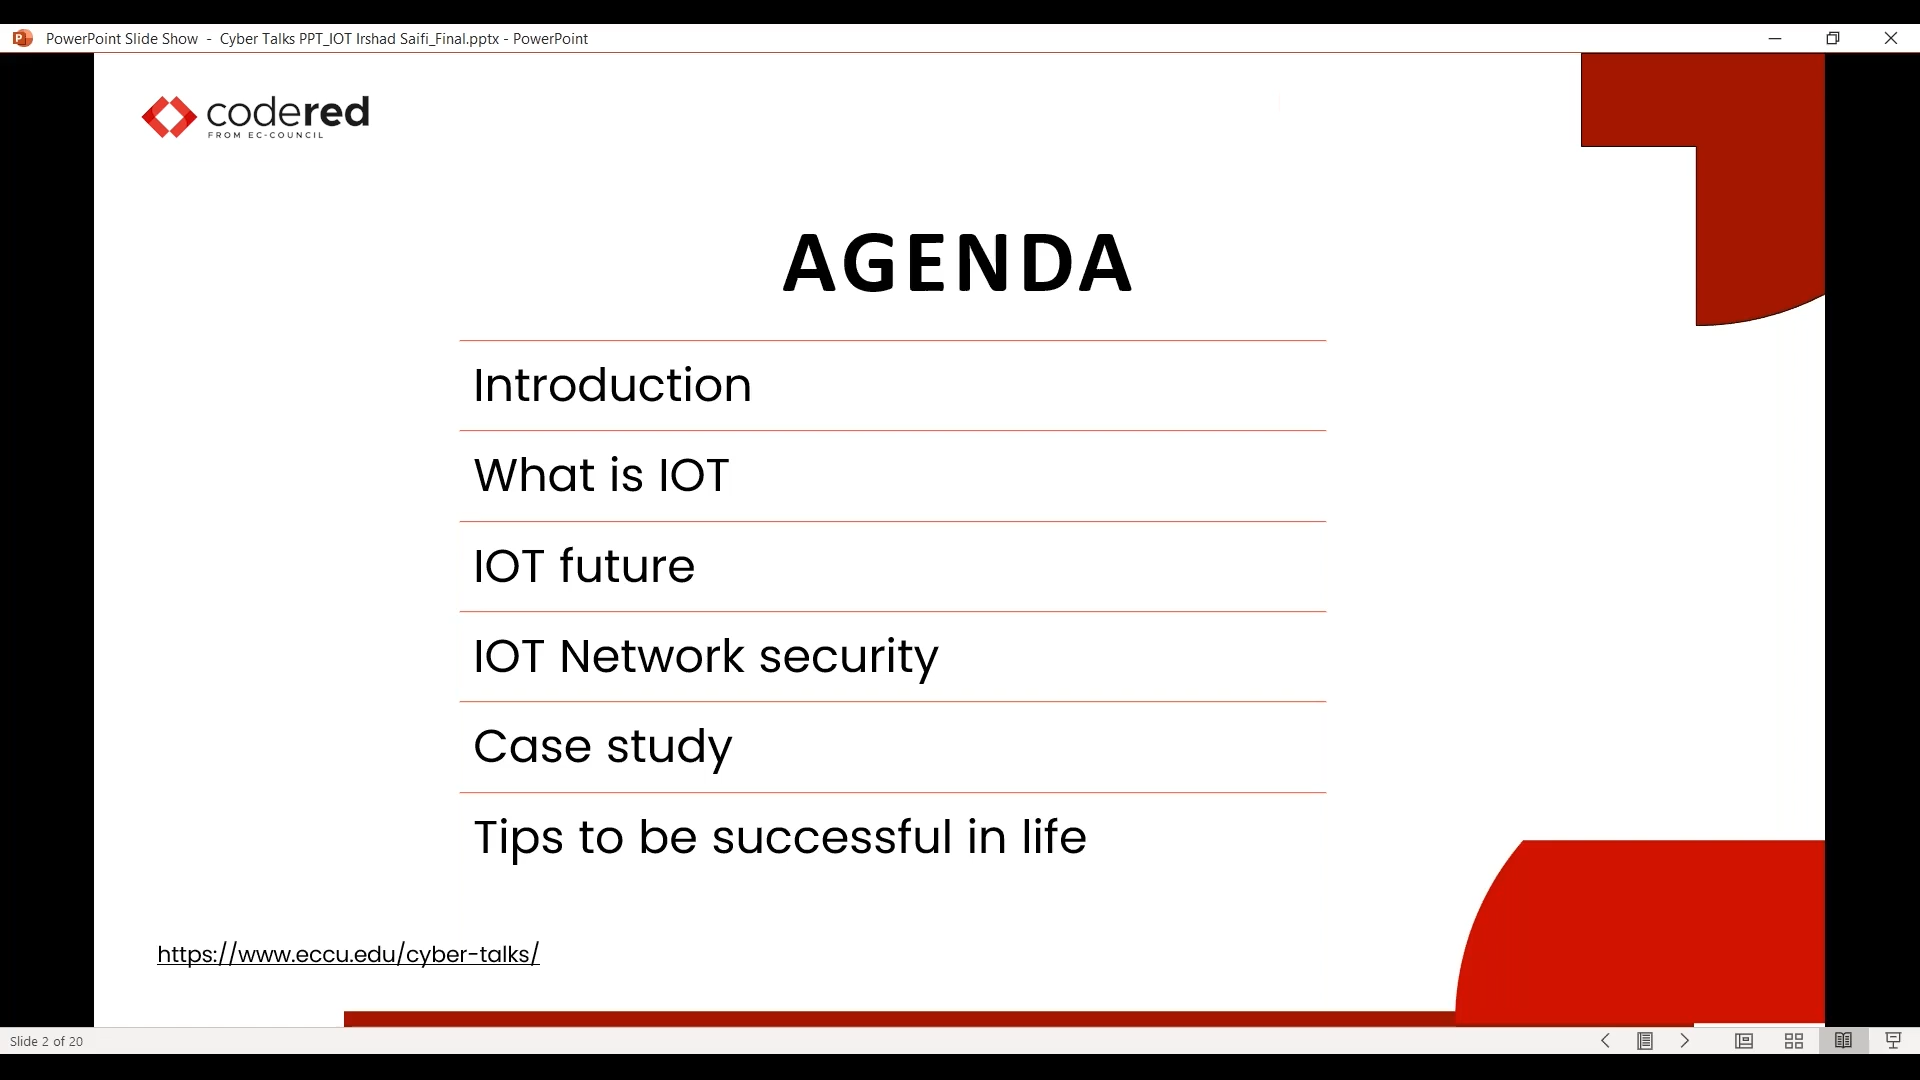 PowerPoint Slide Show - Cyber Talks PPT_IOT Irshad Saifi_Final.pptx - PowerPoint
codered
FROM EC-COUNCIL
AGENDA
Introduction
What is IOT
IOT future
IOT Network security
Case study
Tips to be successful in life
https://www.eccu.edu/cyber-talks/
Slide 2 of 20